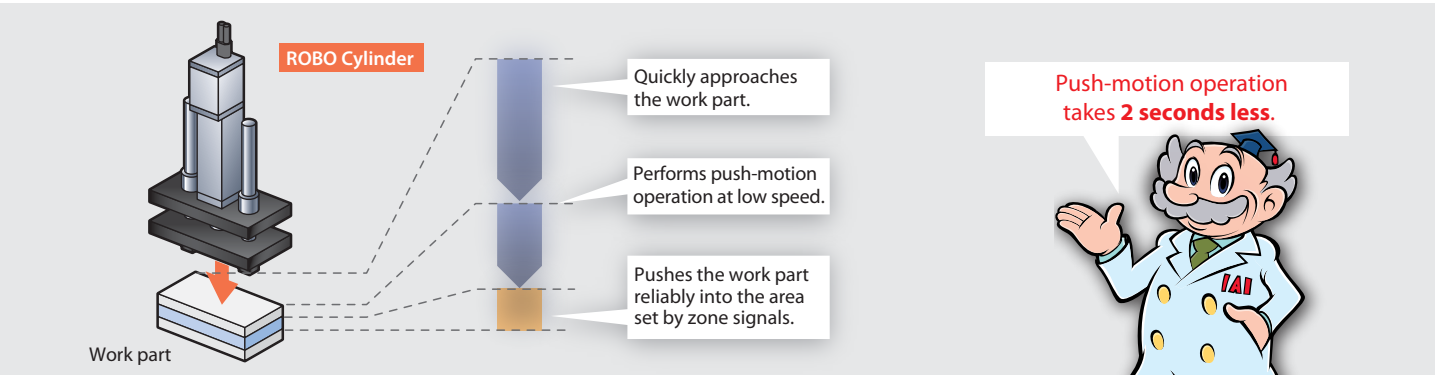 ROBO Cylinder
Quickly approaches
the work part.
Performs push-motion
operation at low speed.
Pushes the work part
reliably into the area
set by zone signals.
Work part
Push-motion operation
takes 2 seconds less.
IAI